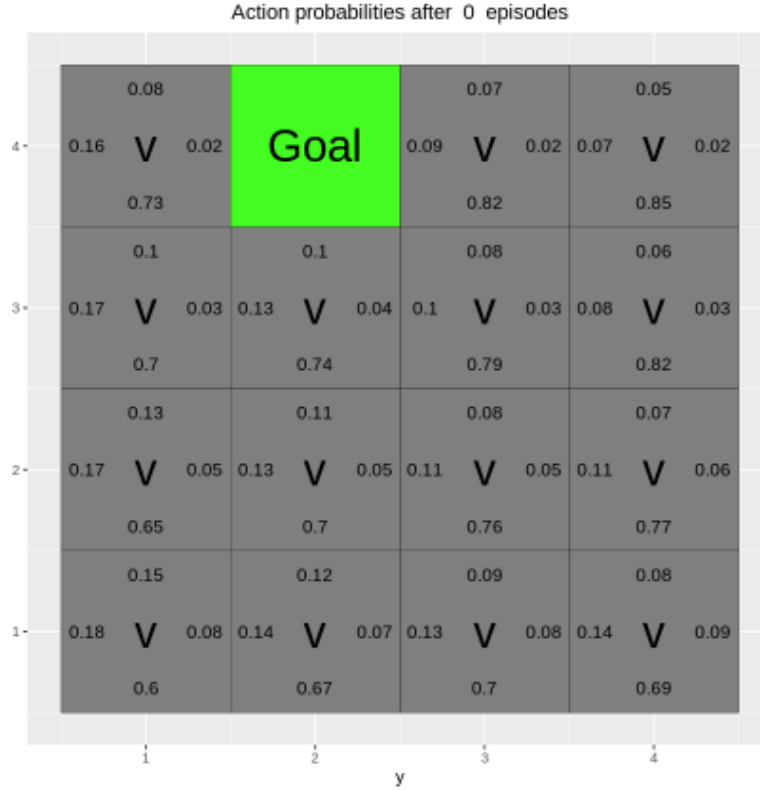 Action probabilities after 0 episodes
0.08 0.07 0.05
4 0.16 V 0.02 Goal 0.09 V 0.02 0.07 V 0.02
0.73 0.82 0.85
0.1 0.1 0.08 0.06
3 0.17 V 0.03 0.13 V 0.04 0.1 V 0.03 0.08 V 0.03
0.7 0.74 0.79 0.82
0.13 0.11 0.08 0.07
2 0.17 V 0.05 0.13 V 0.05 0.11 V 0.05 0.11 V 0.06
0.65 0.7 0.76 0.77
0.15 0.12 0.09 0.08
1 0.18 V 0.08 0.14 V 0.07 0.13 V 0.08 0.14 V 0.09
0.6 0.67 0.7 0.69
1 2 3 4
y